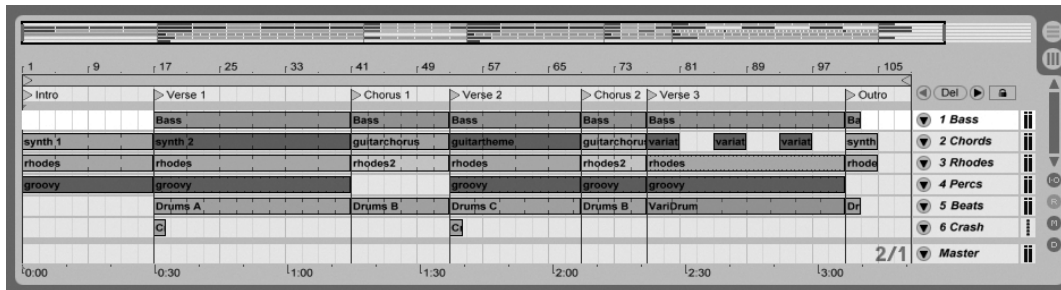 1 9 17 25 33 41 49 57 65 73 81 89 97 105
Intro Verse 1 Chorus 1 Verse 2 Chorus 2 Verse 3 Outro Del
Bass Bass Bass Bass Bass Ba 1 Bass
synth 1 synth 2 guitarchorus guitartheme guitarchorus variat variat variat synth 2 Chords
rhodes rhodes rhodes2 rhodes rhodes2 rhodes rhode 3 Rhodes
groovy groovy groovy groovy groovy 4 Percs
Drums A Drums B Drums C Drums B VariDrum Dr 5 Beats
C 6 Crash
2/1 Master
0:00 0:30 1:00 1:30 2:00 2:30 3:00
R
M
D